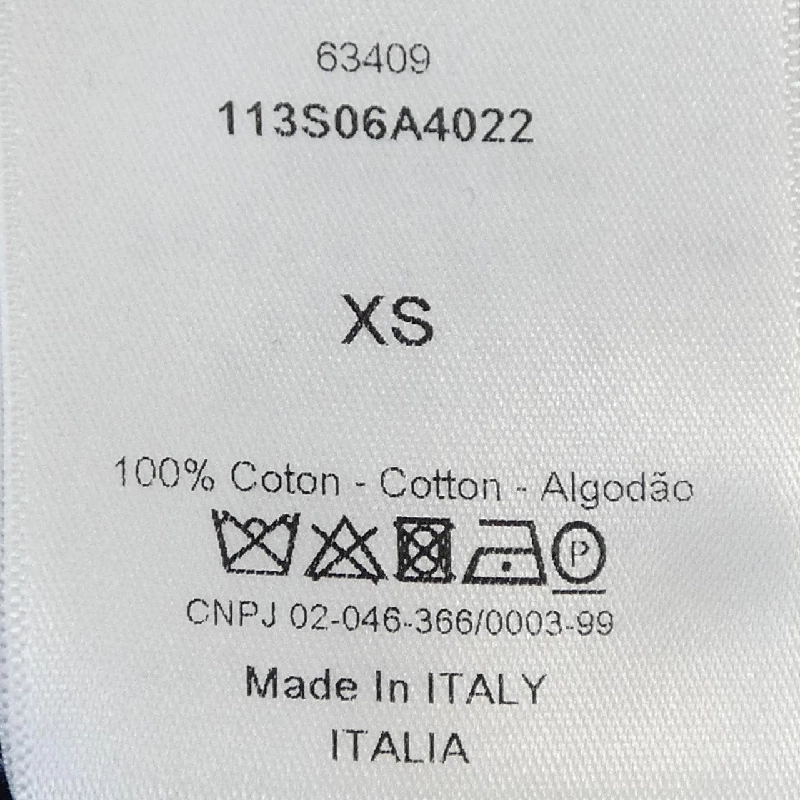 63409
113S06A4022
XS
100% Coton - Cotton - Algodão
P
CNPJ 02-046-366/0003-99
Made In ITALY
ITALIA